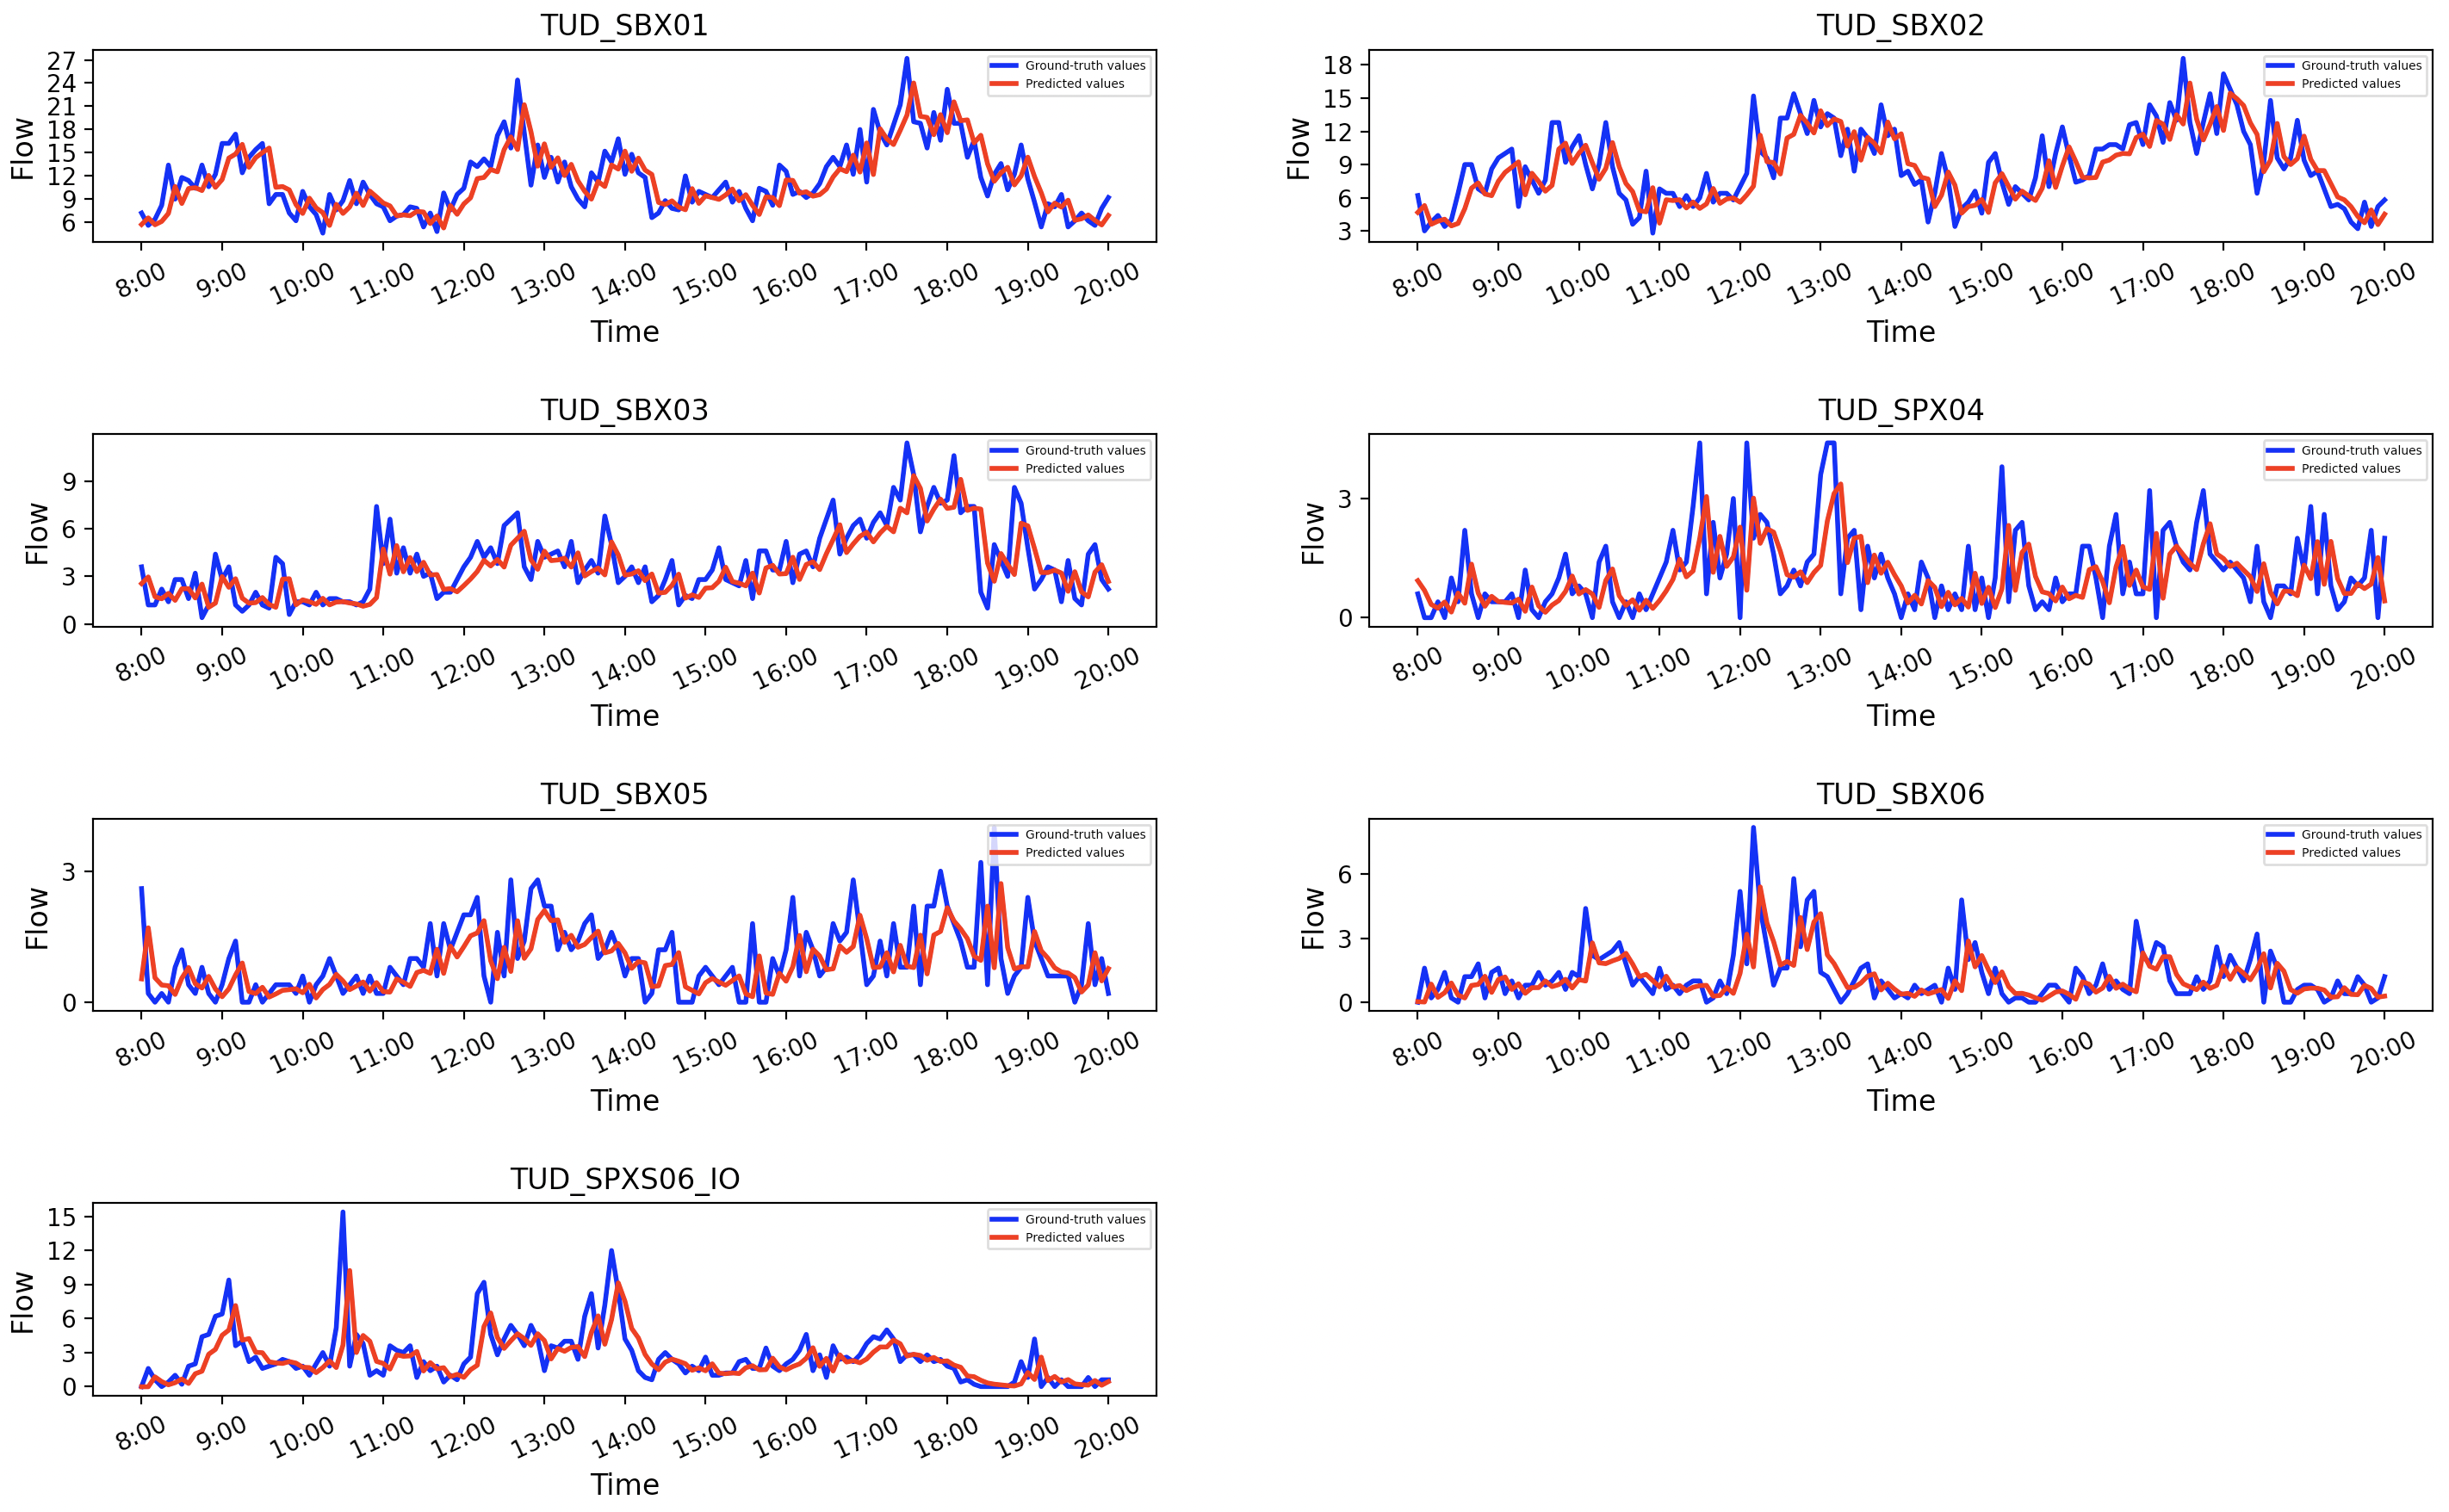 TUD_SBX01
27
24
21
18
15
12
9
6
Flow
Ground-truth values
Predicted values
8:00 9:00 10:00 11:00 12:00 13:00 14:00 15:00 16:00 17:00 18:00 19:00 20:00
Time
TUD_SBX02
18
15
12
9
6
3
Flow
Ground-truth values
Predicted values
8:00 9:00 10:00 11:00 12:00 13:00 14:00 15:00 16:00 17:00 18:00 19:00 20:00
Time
TUD_SBX03
9
6
3
0
Flow
Ground-truth values
Predicted values
8:00 9:00 10:00 11:00 12:00 13:00 14:00 15:00 16:00 17:00 18:00 19:00 20:00
Time
TUD_SPX04
3
0
Flow
Ground-truth values
Predicted values
8:00 9:00 10:00 11:00 12:00 13:00 14:00 15:00 16:00 17:00 18:00 19:00 20:00
Time
TUD_SBX05
3
0
Flow
Ground-truth values
Predicted values
8:00 9:00 10:00 11:00 12:00 13:00 14:00 15:00 16:00 17:00 18:00 19:00 20:00
Time
TUD_SBX06
6
3
0
Flow
Ground-truth values
Predicted values
8:00 9:00 10:00 11:00 12:00 13:00 14:00 15:00 16:00 17:00 18:00 19:00 20:00
Time
TUD_SPXS06_IO
15
12
9
6
3
0
Flow
Ground-truth values
Predicted values
8:00 9:00 10:00 11:00 12:00 13:00 14:00 15:00 16:00 17:00 18:00 19:00 20:00
Time